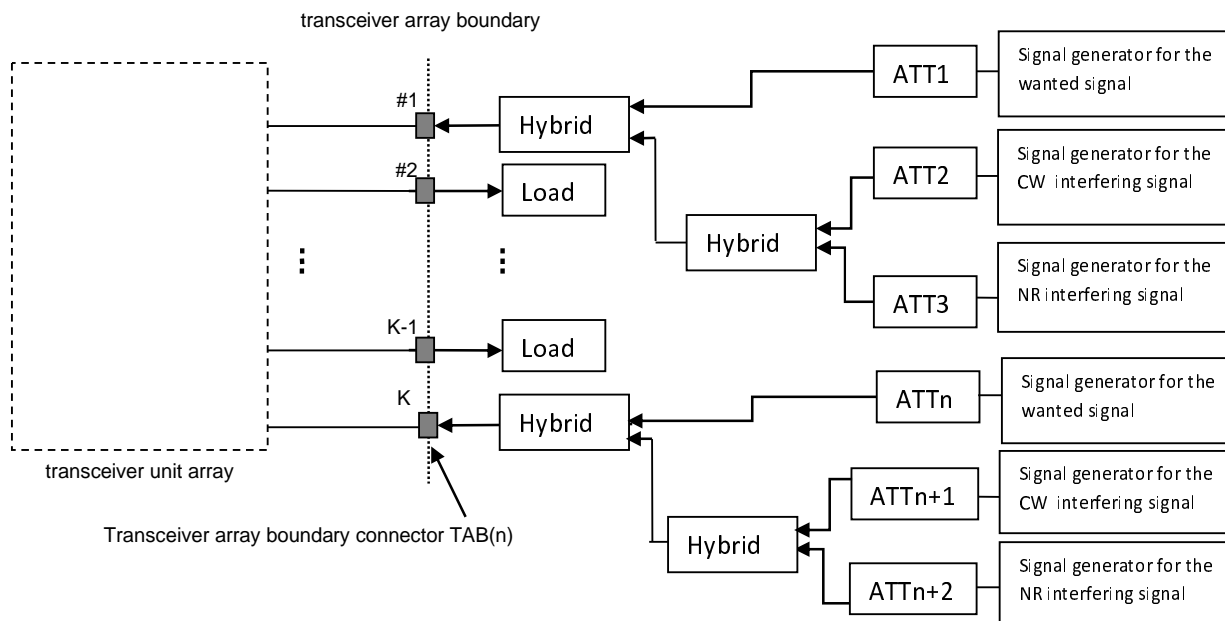 transceiver array boundary
#1
Hybrid
ATT1
Signal generator for the
wanted signal
#2
Load
ATT2
Signal generator for the
CW interfering signal
Hybrid
ATT3
Signal generator for the
NR interfering signal
K-1
Load
K
Hybrid
ATTn
Signal generator for the
wanted signal
transceiver unit array
ATTn+1
Signal generator for the
CW interfering signal
Transceiver array boundary connector TAB(n)
Hybrid
ATTn+2
Signal generator for the
NR interfering signal